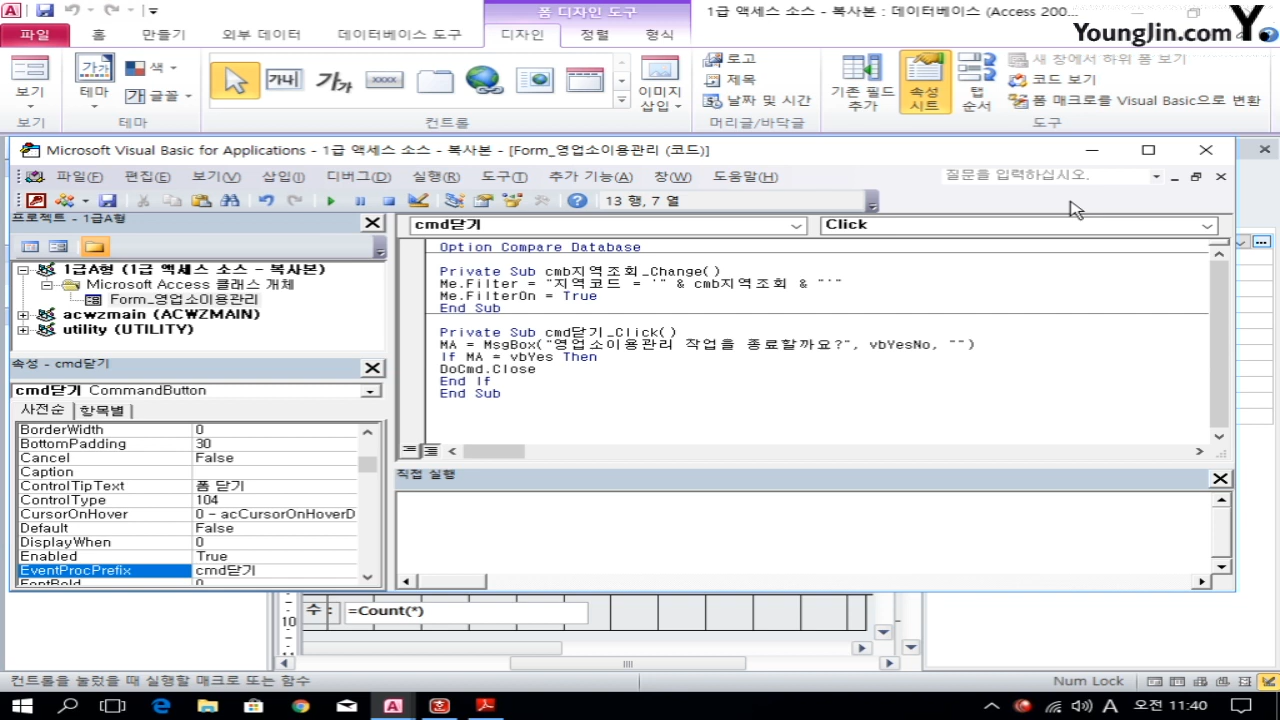 폼 디자인 도구
1급 액세스 소스 - 복사본 : 데이터베이스 (Access 200...
YoungJin.com Y.
파일 홈 만들기 외부 데이터 데이터베이스 도구 디자인 정렬 형식
보기
테마
색
글꼴
가나
가가
xxxx
이미지
삽입
로고
제목
날짜 및 시간
기존 필드
추가
속성
시트
탭
순서
새 창에서 하위 폼 보기
코드 보기
폼 매크로를 Visual Basic으로 변환
보기 테마 컨트롤 머리글/바닥글 도구
Microsoft Visual Basic for Applications - 1급 액세스 소스 - 복사본 - [Form_영업소이용관리 (코드)]
파일(F) 편집(E) 보기(V) 삽입(I) 디버그(D) 실행(R) 도구(T) 추가 기능(A) 창(W) 도움말(H) 질문을 입력하십시오.
13 행, 7 열
프로젝트 - 1급A형
1급A형 (1급 액세스 소스 - 복사본)
Microsoft Access 클래스 개체
Form_영업소이용관리
acwzmain (ACWZMAIN)
utility (UTILITY)
속성 - cmd닫기
cmd닫기 CommandButton
사전순 항목별
BorderWidth 0
BottomPadding 30
Cancel False
Caption
ControlTipText 폼 닫기
ControlType 104
CursorOnHover 0 - acCursorOnHoverD
Default False
DisplayWhen 0
Enabled True
EventProcPrefix cmd닫기
FontBold 0
cmd닫기 Click
Option Compare Database
Private Sub cmb지역조회_Change()
Me.Filter = "지역코드 = '" & cmb지역조회 & "'"
Me.FilterOn = True
End Sub
Private Sub cmd닫기_Click()
MA = MsgBox("영업소이용관리 작업을 종료할까요?", vbYesNo, "")
If MA = vbYes Then
DoCmd.Close
End If
End Sub
직접 실행
수 : =Count(*)
10
컨트롤을 눌렀을 때 실행할 매크로 또는 함수
Num Lock
A 오전 11:40